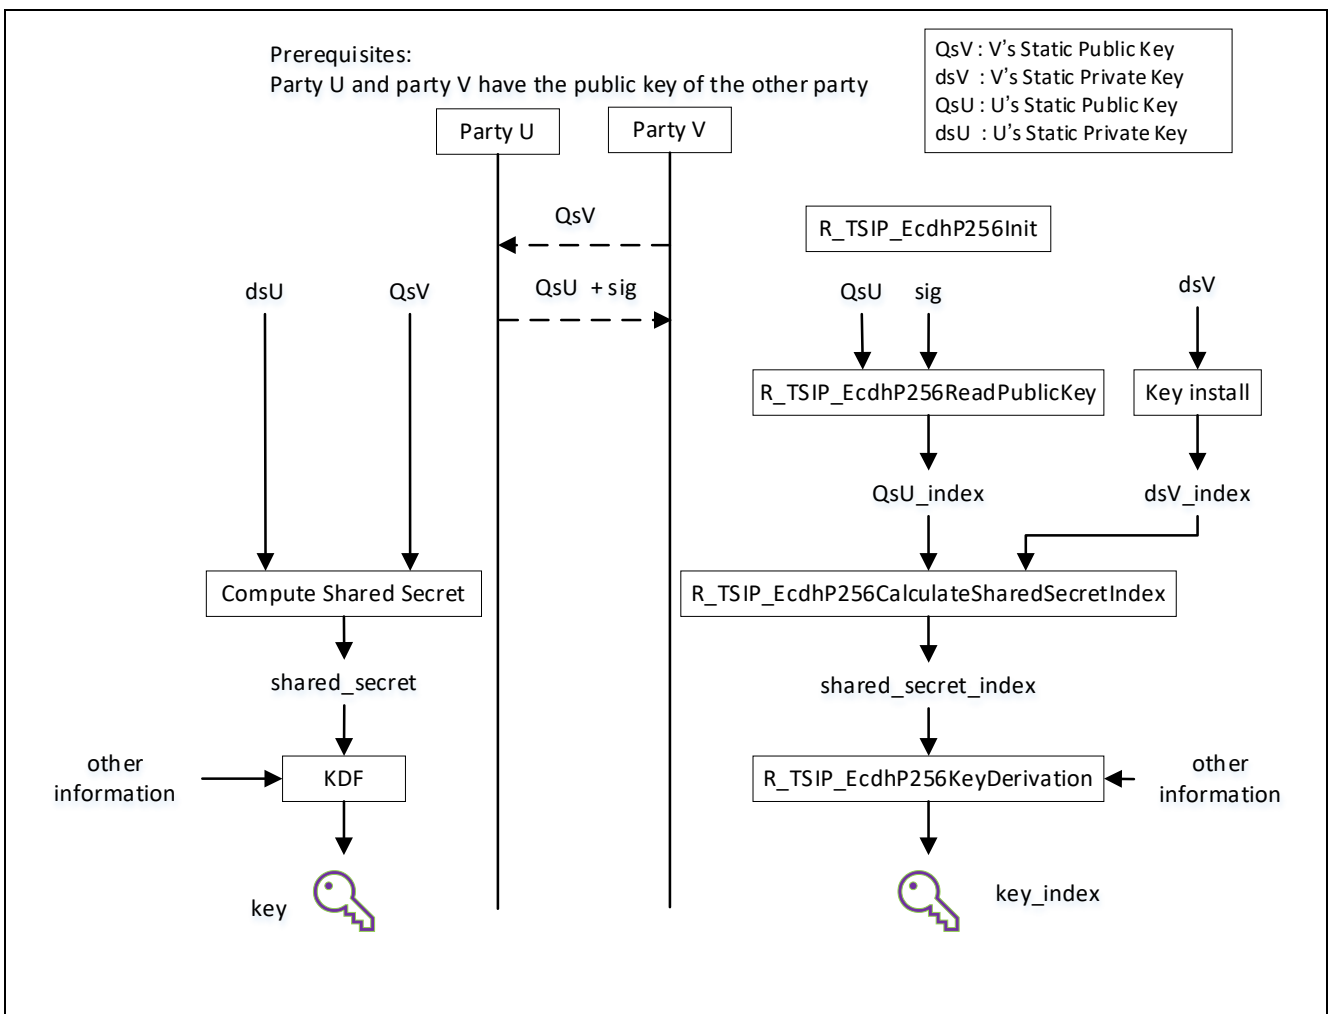 Prerequisites:
Party U and party V have the public key of the other party
QsV : V's Static Public Key
dsV : V's Static Private Key
QsU : U's Static Public Key
dsU : U's Static Private Key
Party U
Party V
QsV
R_TSIP_EcdhP256Init
dsU
QsV
QsU + sig
QsU
sig
dsV
R_TSIP_EcdhP256ReadPublicKey
Key install
QsU_index
dsV_index
Compute Shared Secret
R_TSIP_EcdhP256CalculateSharedSecretIndex
shared_secret
shared_secret_index
other
information
KDF
R_TSIP_EcdhP256KeyDerivation
other
information
key
key_index